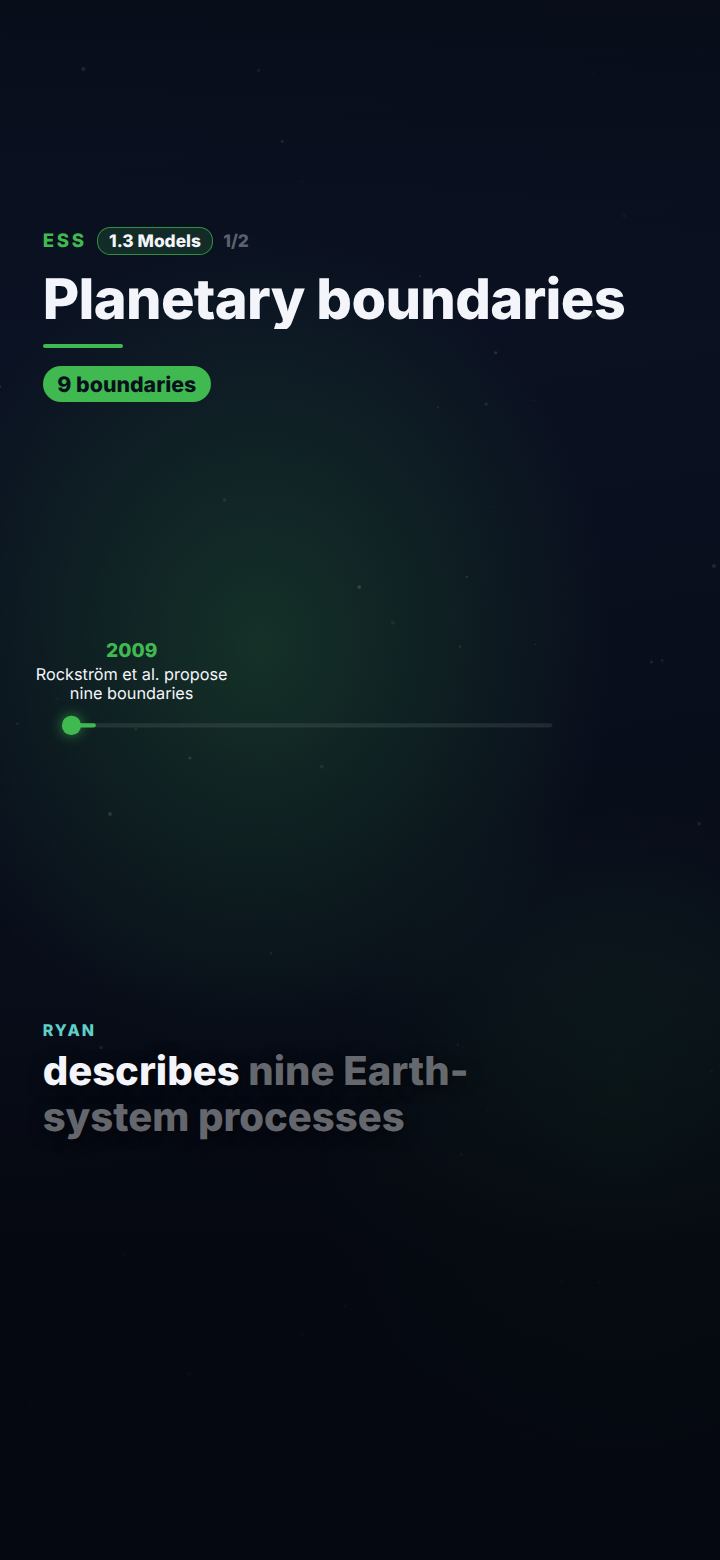 ESS 1.3 Models 1/2
Planetary boundaries
9 boundaries
2009
Rockström et al. propose
nine boundaries
RYAN
describes nine Earth-
system processes